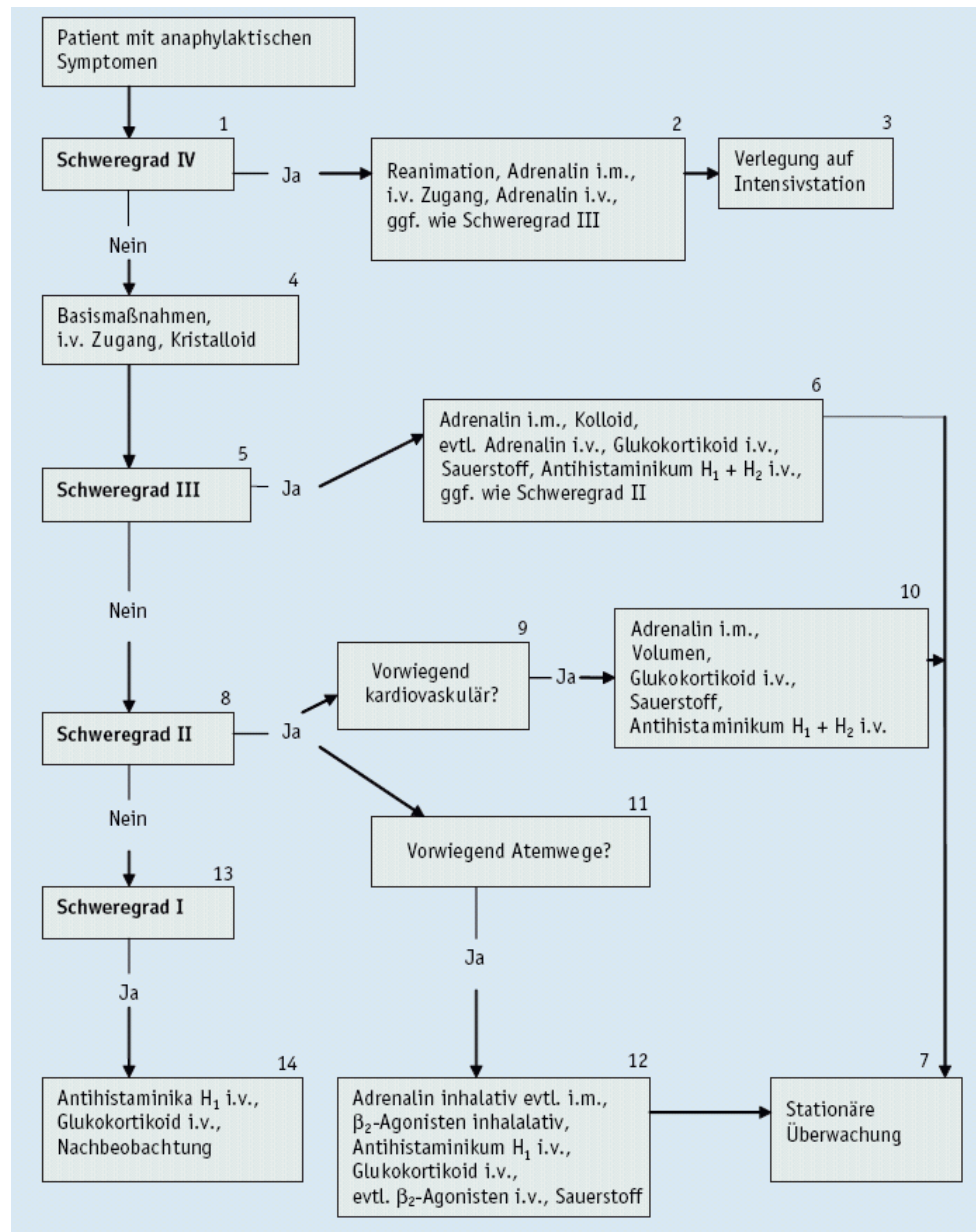 Patient mit anaphylaktischen
Symptomen
1
Schweregrad IV
Ja
2
Reanimation, Adrenalin i.m.,
i.v. Zugang, Adrenalin i.v.,
ggf. wie Schweregrad III
3
Verlegung auf
Intensivstation
Nein
4
Basismaßnahmen,
i.v. Zugang, Kristalloid
5
Schweregrad III
Ja
6
Adrenalin i.m., Kolloid,
evtl. Adrenalin i.v., Glukokortikoid i.v.,
Sauerstoff, Antihistaminikum H₁ + H₂ i.v.,
ggf. wie Schweregrad II
Nein
8
Schweregrad II
Ja
9
Vorwiegend
kardiovaskulär?
Ja
10
Adrenalin i.m.,
Volumen,
Glukokortikoid i.v.,
Sauerstoff,
Antihistaminikum H₁ + H₂ i.v.
11
Vorwiegend Atemwege?
Nein
13
Schweregrad I
Ja
Ja
14
Antihistaminika H₁ i.v.,
Glukokortikoid i.v.,
Nachbeobachtung
12
Adrenalin inhalativ evtl. i.m.,
β₂-Agonisten inhalalativ,
Antihistaminikum H₁ i.v.,
Glukokortikoid i.v.,
evtl. β₂-Agonisten i.v., Sauerstoff
7
Stationäre
Überwachung